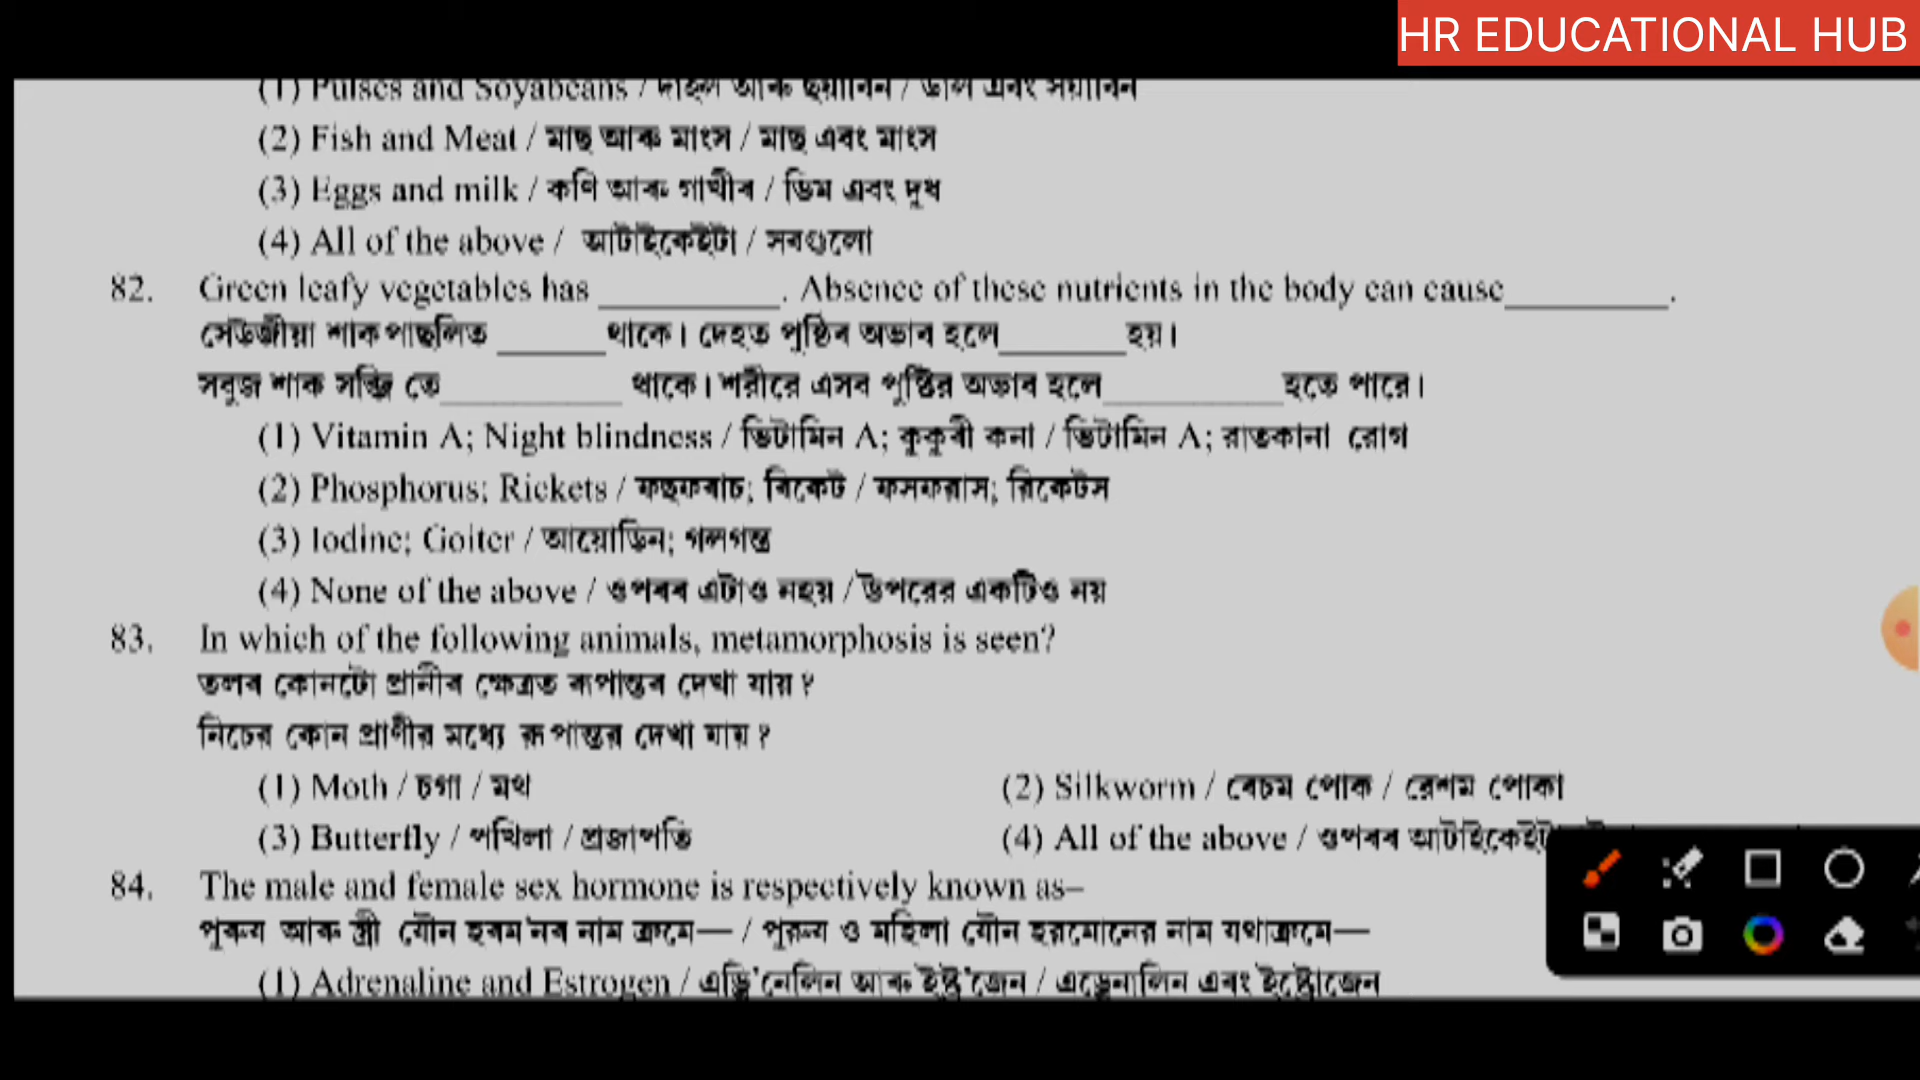 HR EDUCATIONAL HUB
(1) Pulses and Soyabeans / দাইল আৰু ছয়াবিন / ডাল এবং সয়াবিন
(2) Fish and Meat / মাছ আৰু মাংস / মাছ এবং মাংস
(3) Eggs and milk / কণি আৰু গাখীৰ / ডিম এবং দুধ
(4) All of the above / আটাইকেইটা / সবগুলো
82. Green leafy vegetables has __________. Absence of these nutrients in the body can cause_________.
সেউজীয়া শাক পাছলিত ______থাকে। দেহত পুষ্ঠিৰ অভাৱ হলে_______হয়।
সবুজ শাক সব্জি তে__________ থাকে। শরীরে এসব পুষ্টির অভাব হলে__________হতে পারে।
(1) Vitamin A; Night blindness / ভিটামিন A; কুকুৰী কনা / ভিটামিন A; রাতকানা রোগ
(2) Phosphorus; Rickets / ফছফৰাচ; ৰিকেট / ফসফরাস; রিকেটস
(3) Iodine; Goiter / আয়োডিন; গলগন্ড
(4) None of the above / ওপৰৰ এটাও নহয় / উপরের একটিও নয়
83. In which of the following animals, metamorphosis is seen?
তলৰ কোনটো প্ৰানীৰ ক্ষেত্ৰত ৰূপান্তৰ দেখা যায় ?
নিচের কোন প্রাণীর মধ্যে রূপান্তর দেখা যায় ?
(1) Moth / চগা / মথ
(2) Silkworm / ৰেচম পোক / রেশম পোকা
(3) Butterfly / পখিলা / প্রজাপতি
(4) All of the above / ওপৰৰ আটাইকেইটা
84. The male and female sex hormone is respectively known as–
পুৰুষ আৰু স্ত্ৰী যৌন হৰম'নৰ নাম ক্ৰমে— / পুরুষ ও মহিলা যৌন হরমোনের নাম যথাক্রমে—
(1) Adrenaline and Estrogen / এড্ৰি'নেলিন আৰু ইষ্ট্ৰ'জেন / এড্রেনালিন এবং ইস্ট্রোজেন